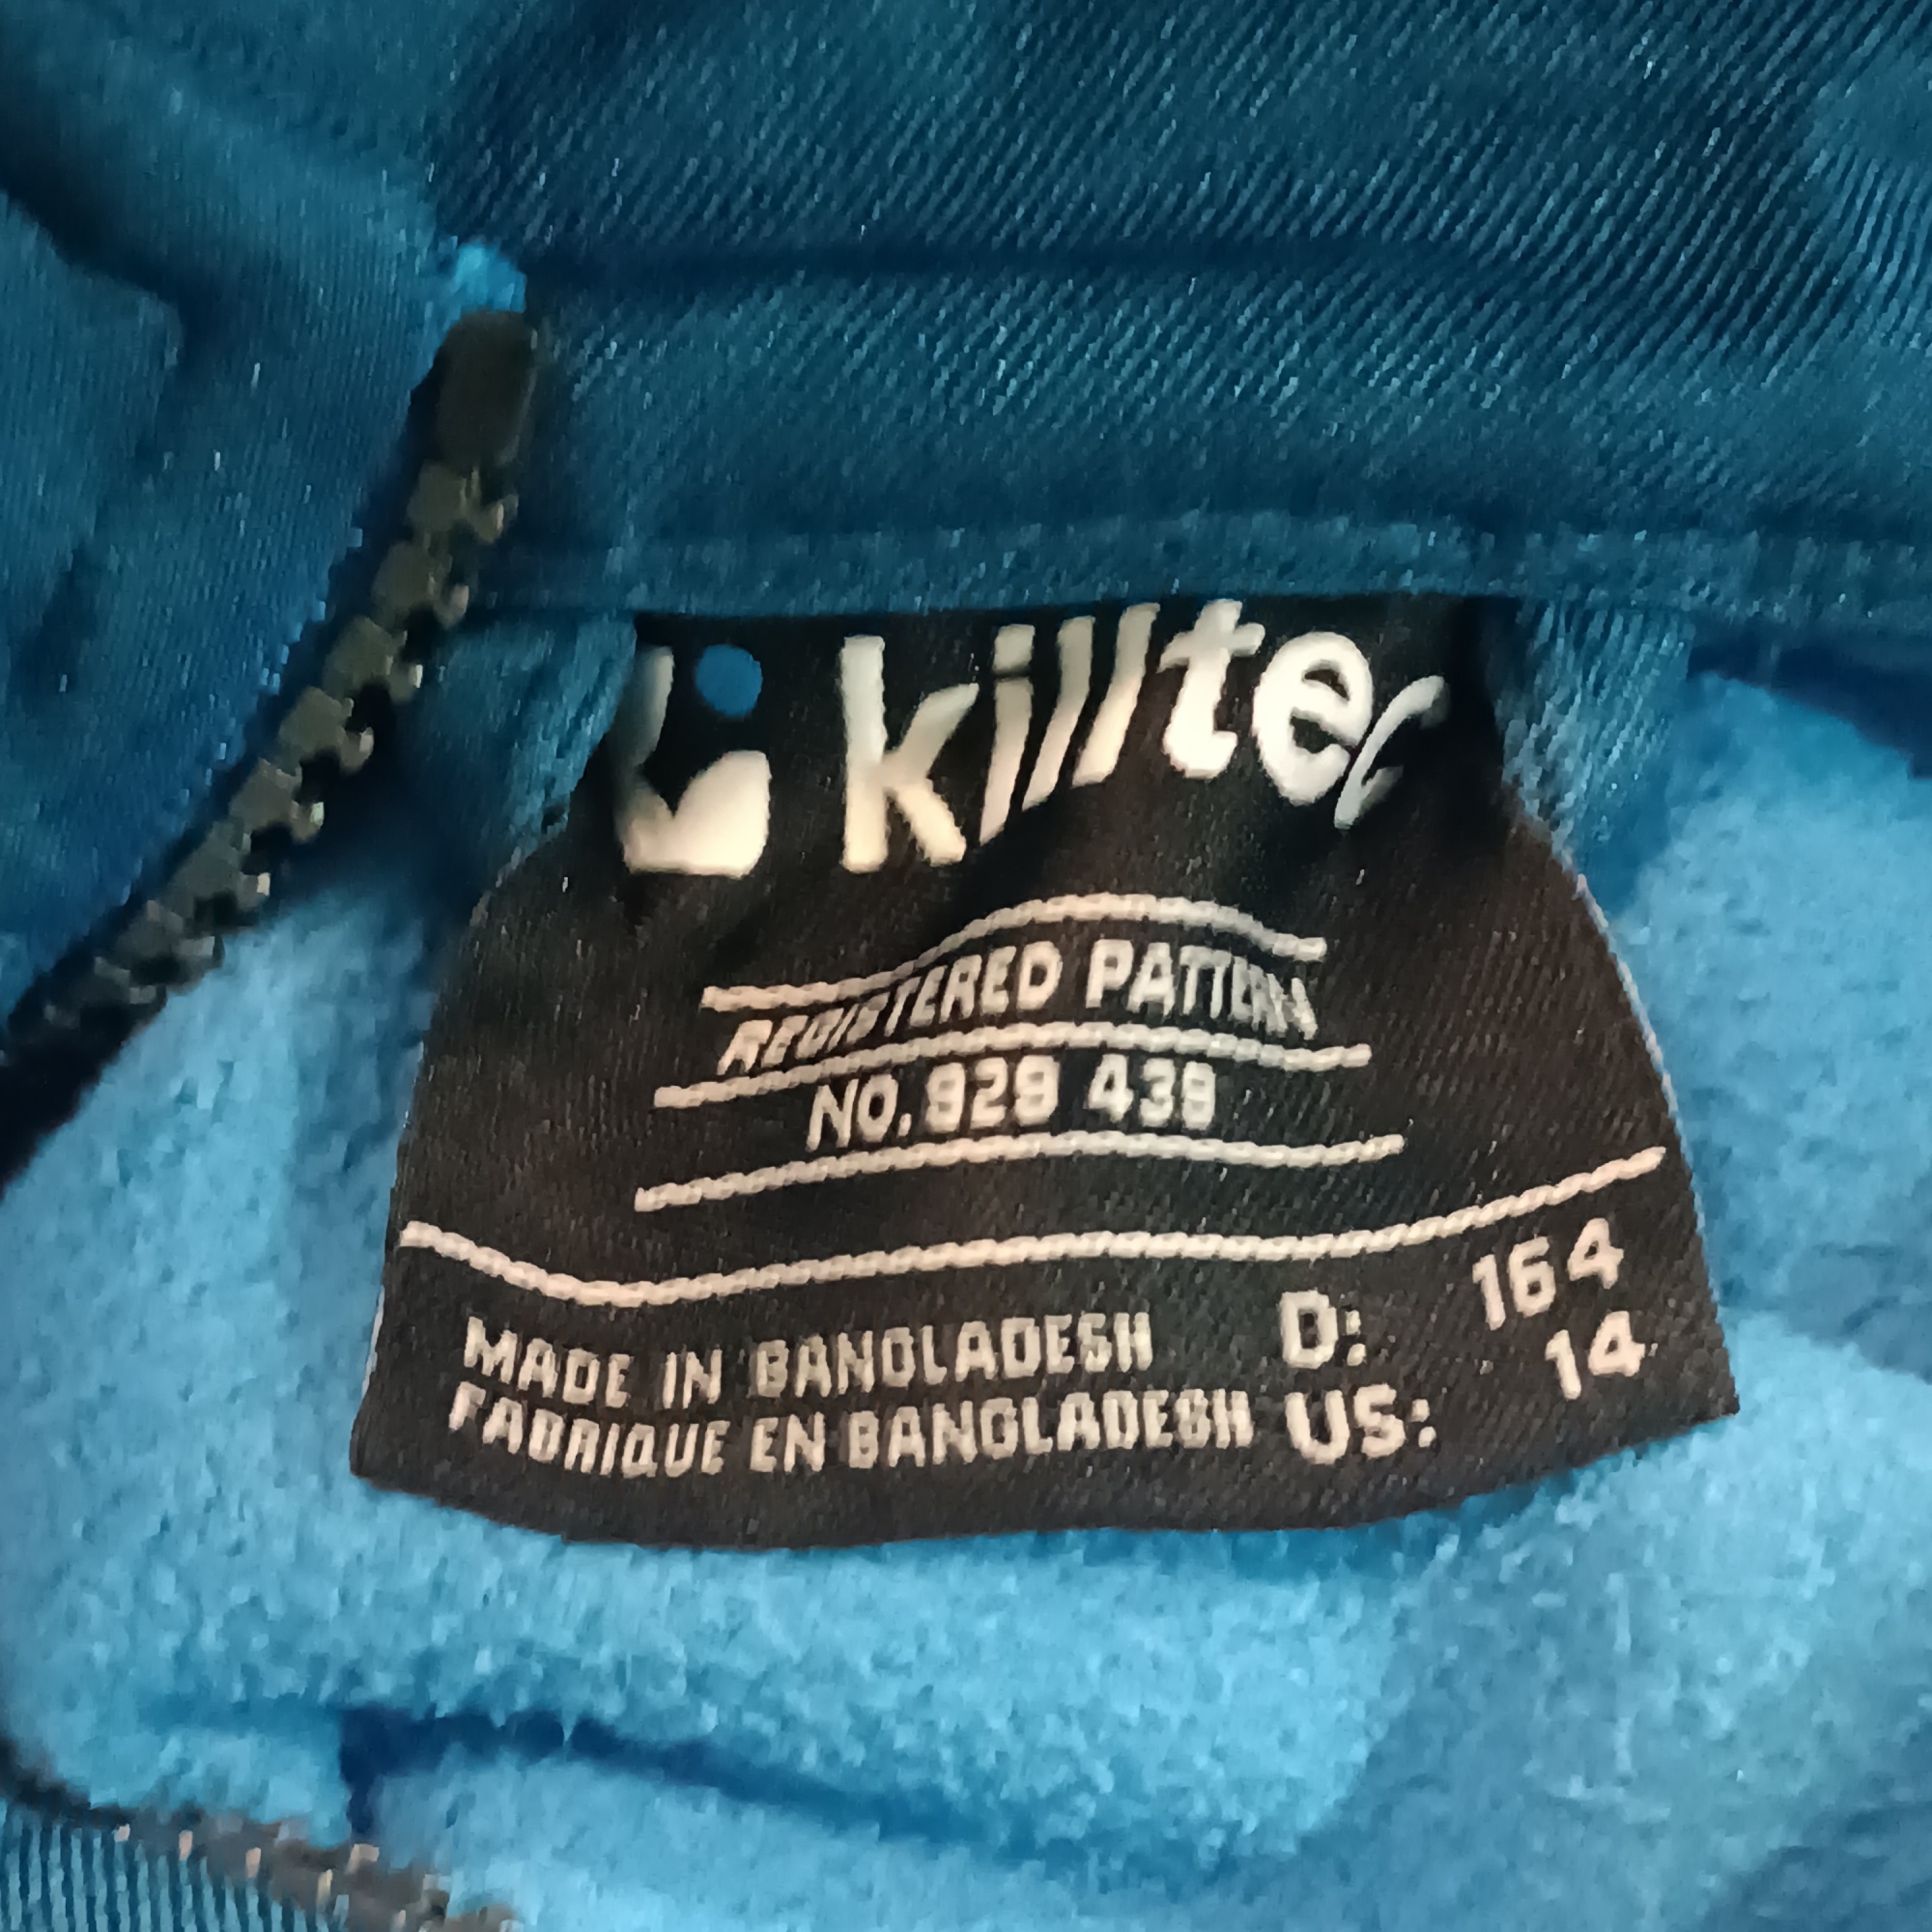 killtec
REGISTERED PATTERN
NO. 929 439
MADE IN BANGLADESH D: 164
FABRIQUE EN BANGLADESH US: 14